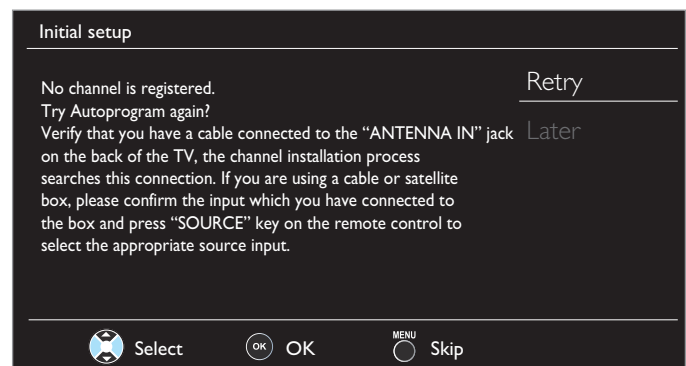 Initial setup
No channel is registered.
Try Autoprogram again?
Verify that you have a cable connected to the “ANTENNA IN” jack
on the back of the TV, the channel installation process
searches this connection. If you are using a cable or satellite
box, please confirm the input which you have connected to
the box and press “SOURCE” key on the remote control to
select the appropriate source input.
Retry
Later
Select
OK OK
MENU
Skip